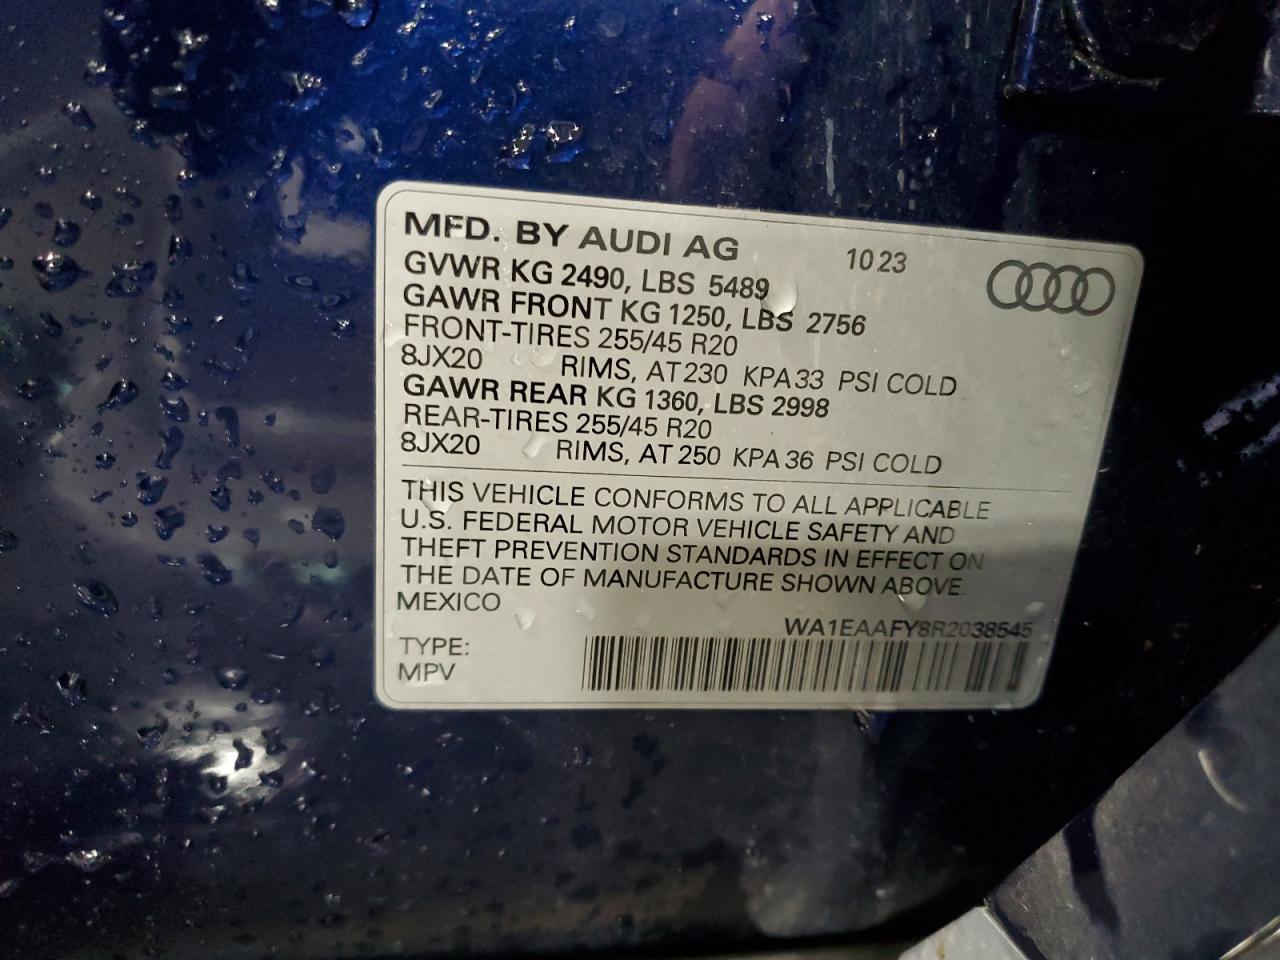 MFD. BY AUDI AG 10 23
GVWR KG 2490, LBS 5489
GAWR FRONT KG 1250, LBS 2756
FRONT-TIRES 255/45 R20
8JX20 RIMS, AT 230 KPA 33 PSI COLD
GAWR REAR KG 1360, LBS 2998
REAR-TIRES 255/45 R20
8JX20 RIMS, AT 250 KPA 36 PSI COLD
THIS VEHICLE CONFORMS TO ALL APPLICABLE
U.S. FEDERAL MOTOR VEHICLE SAFETY AND
THEFT PREVENTION STANDARDS IN EFFECT ON
THE DATE OF MANUFACTURE SHOWN ABOVE.
MEXICO
WA1EAAFY8R2038545
TYPE:
MPV